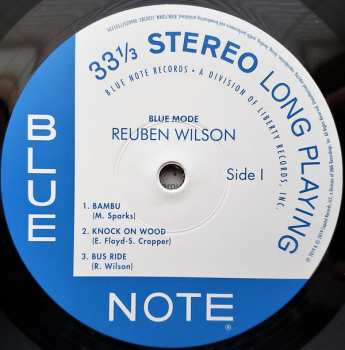 33⅓ STEREO LONG PLAYING
BLUE NOTE RECORDS • A DIVISION OF LIBERTY RECORDS, INC.
BLUE MODE
REUBEN WILSON
Side I
1. BAMBU
(M. Sparks)
2. KNOCK ON WOOD
(E. Floyd-S. Cropper)
3. BUS RIDE
(R. Wilson)
BLUE
NOTE
®